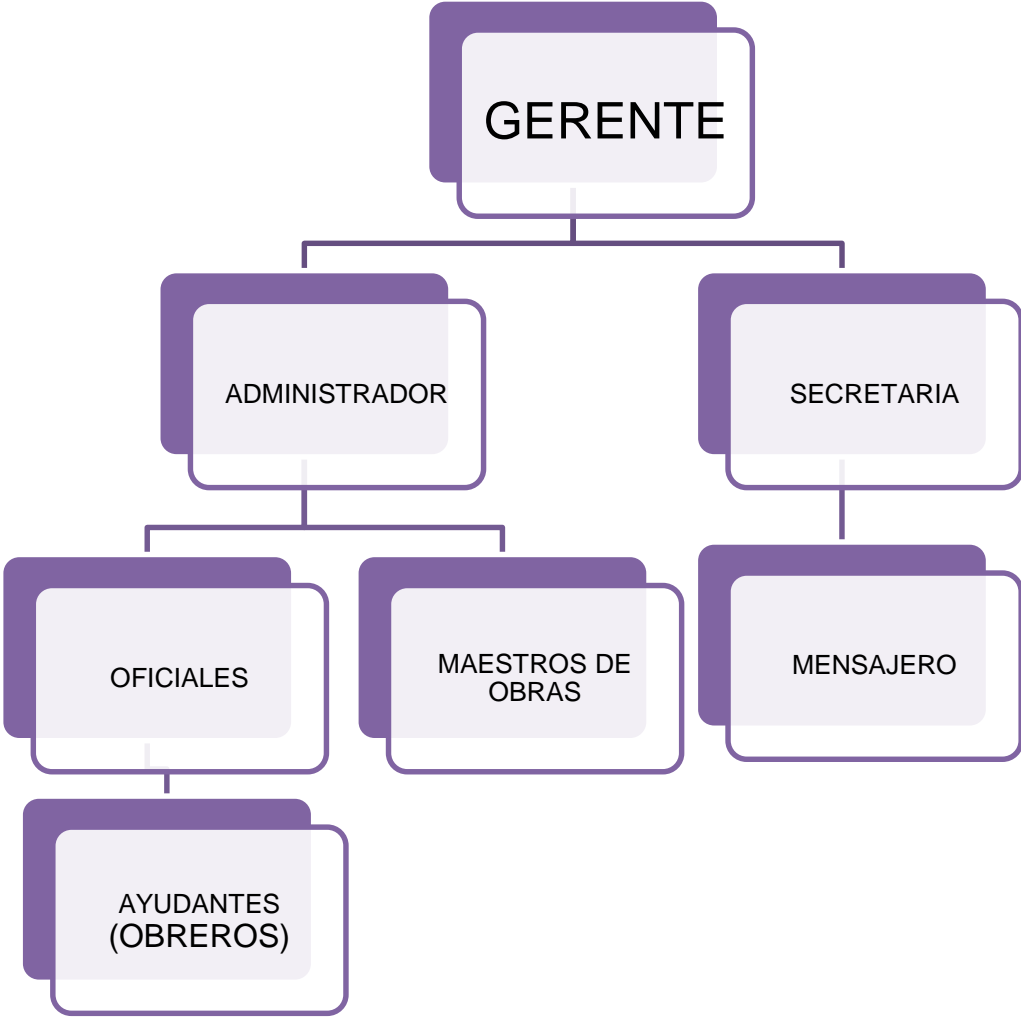 GERENTE
ADMINISTRADOR
SECRETARIA
OFICIALES
MAESTROS DE
OBRAS
MENSAJERO
AYUDANTES
(OBREROS)